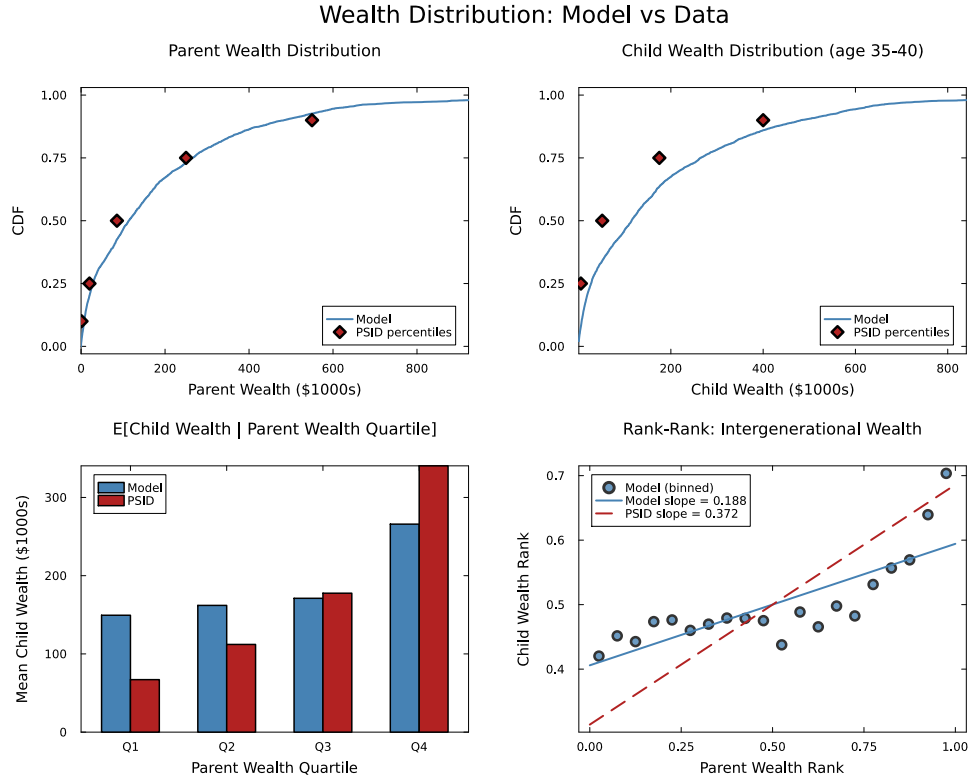 Wealth Distribution: Model vs Data
Parent Wealth Distribution
CDF
1.00
0.75
0.50
0.25
0.00
Model
PSID percentiles
0 200 400 600 800
Parent Wealth ($1000s)
Child Wealth Distribution (age 35-40)
CDF
1.00
0.75
0.50
0.25
0.00
Model
PSID percentiles
200 400 600 800
Child Wealth ($1000s)
E[Child Wealth | Parent Wealth Quartile]
Mean Child Wealth ($1000s)
300
200
100
0
Model
PSID
Q1 Q2 Q3 Q4
Parent Wealth Quartile
Rank-Rank: Intergenerational Wealth
Child Wealth Rank
0.7
0.6
0.5
0.4
Model (binned)
Model slope = 0.188
PSID slope = 0.372
0.00 0.25 0.50 0.75 1.00
Parent Wealth Rank